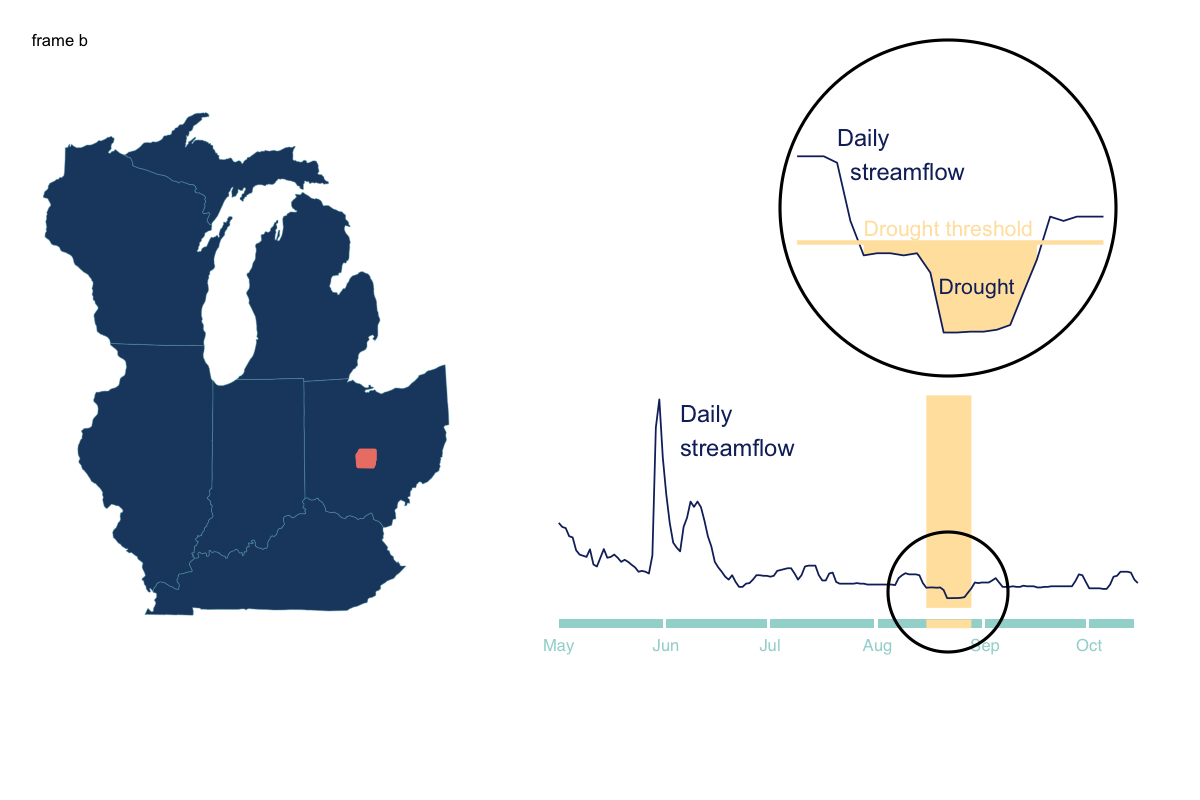 frame b
Daily
streamflow
Drought threshold
Drought
Daily
streamflow
May Jun Jul Aug Sep Oct